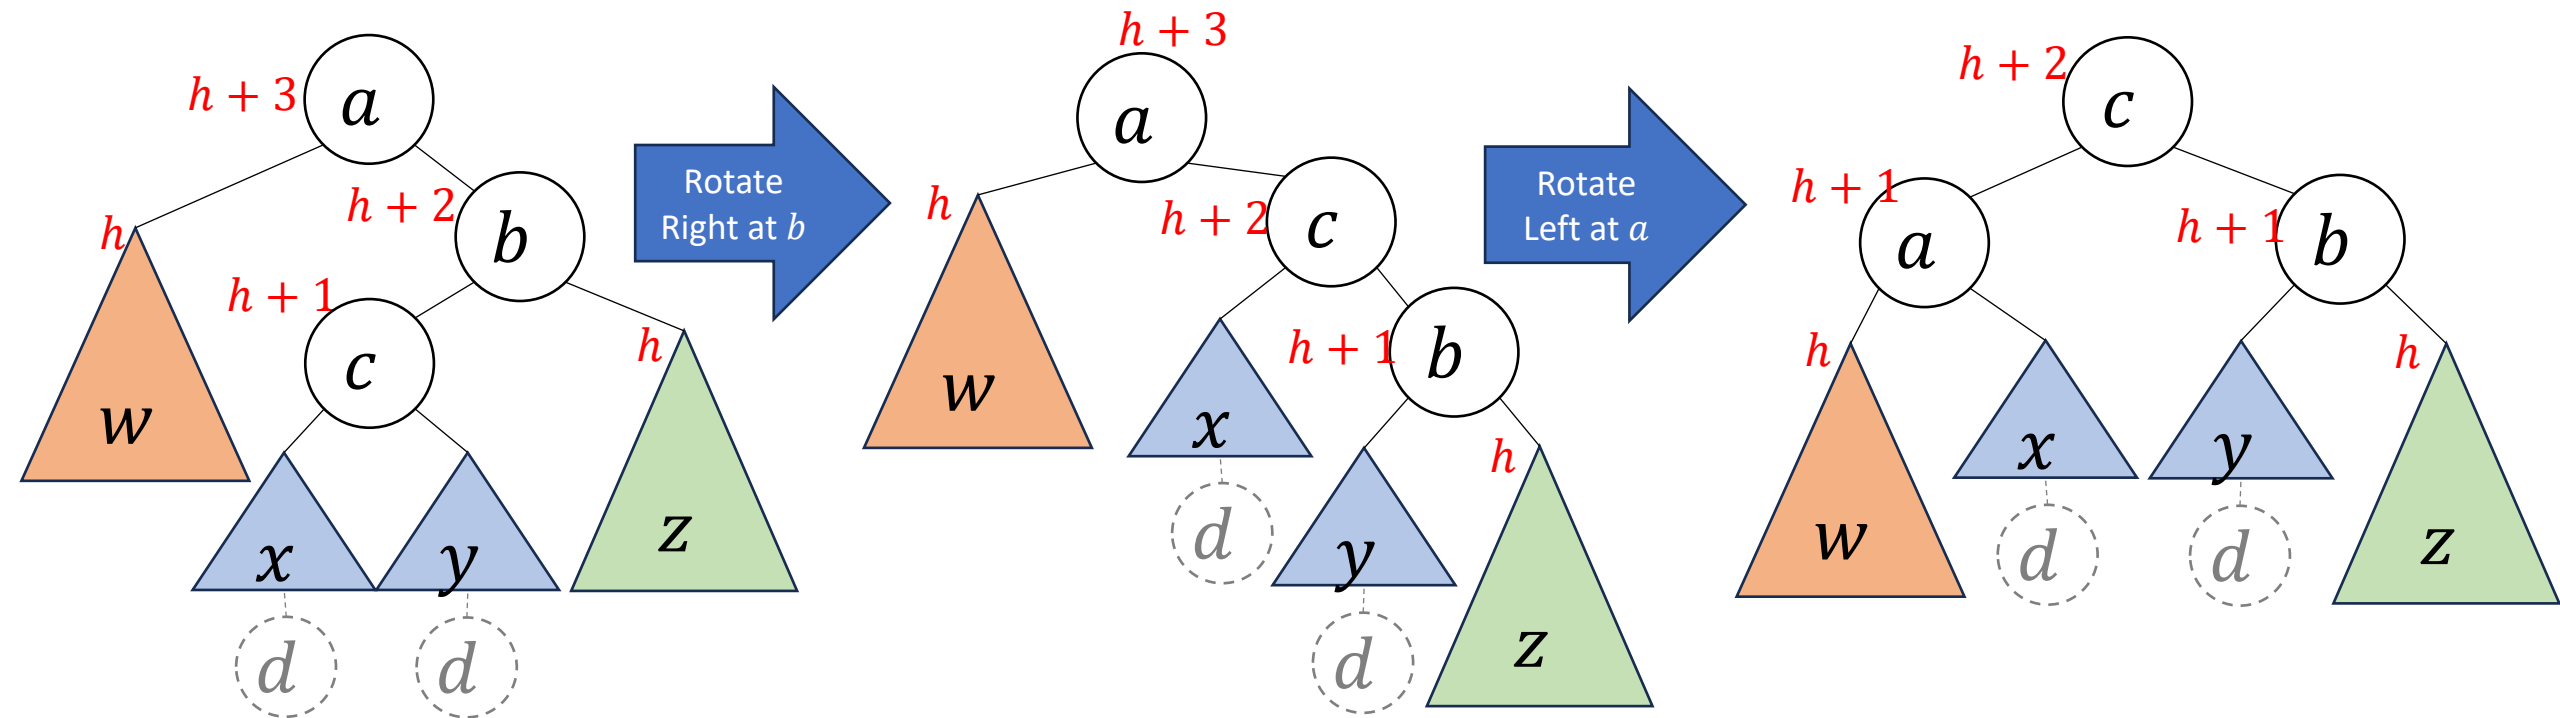 h + 3
a
h + 2
b
h
h + 1
c
h
w
x
y
z
d
d
Rotate
Right at b
h + 3
a
h
h + 2
c
h + 1
b
w
x
h
d
y
z
d
Rotate
Left at a
h + 2
c
h + 1
a
h + 1
b
h
h
w
x
y
z
d
d